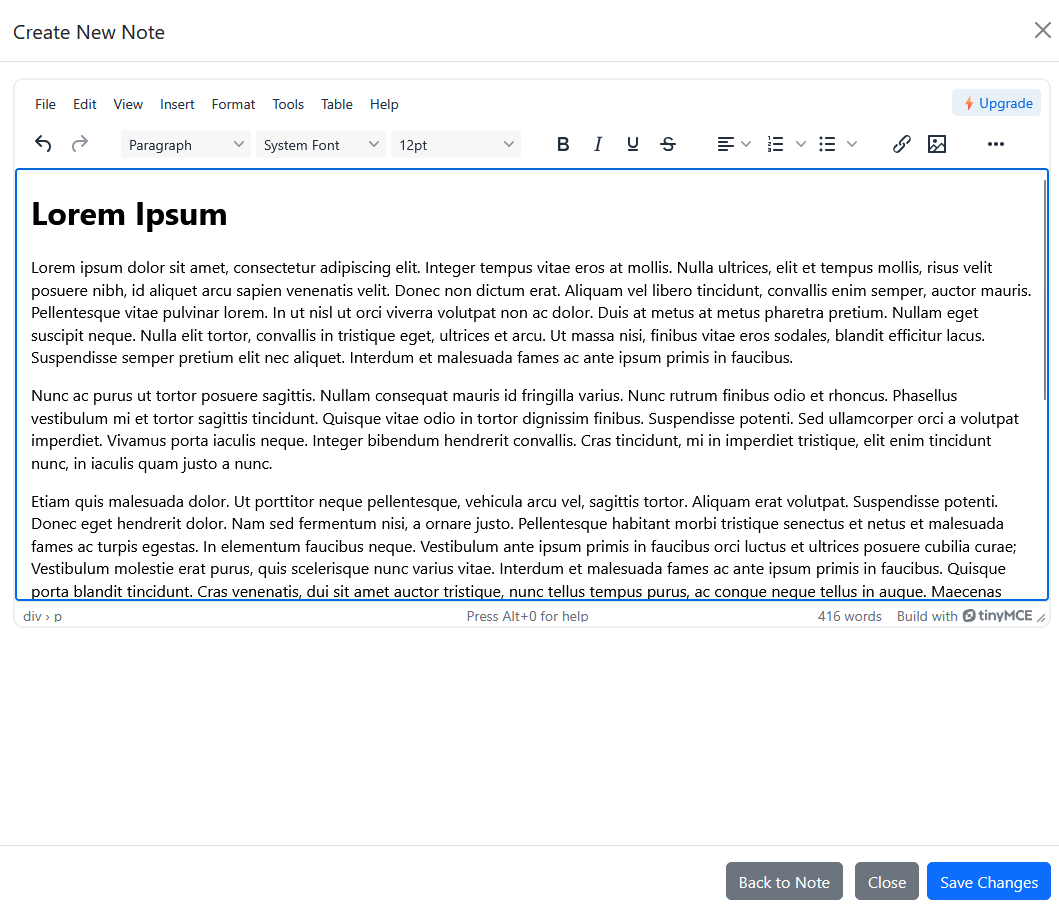 Create New Note
File Edit View Insert Format Tools Table Help
Upgrade
Paragraph System Font 12pt B I U S
Lorem Ipsum
Lorem ipsum dolor sit amet, consectetur adipiscing elit. Integer tempus vitae eros at mollis. Nulla ultrices, elit et tempus mollis, risus velit
posuere nibh, id aliquet arcu sapien venenatis velit. Donec non dictum erat. Aliquam vel libero tincidunt, convallis enim semper, auctor mauris.
Pellentesque vitae pulvinar lorem. In ut nisl ut orci viverra volutpat non ac dolor. Duis at metus at metus pharetra pretium. Nullam eget
suscipit neque. Nulla elit tortor, convallis in tristique eget, ultrices et arcu. Ut massa nisi, finibus vitae eros sodales, blandit efficitur lacus.
Suspendisse semper pretium elit nec aliquet. Interdum et malesuada fames ac ante ipsum primis in faucibus.
Nunc ac purus ut tortor posuere sagittis. Nullam consequat mauris id fringilla varius. Nunc rutrum finibus odio et rhoncus. Phasellus
vestibulum mi et tortor sagittis tincidunt. Quisque vitae odio in tortor dignissim finibus. Suspendisse potenti. Sed ullamcorper orci a volutpat
imperdiet. Vivamus porta iaculis neque. Integer bibendum hendrerit convallis. Cras tincidunt, mi in imperdiet tristique, elit enim tincidunt
nunc, in iaculis quam justo a nunc.
Etiam quis malesuada dolor. Ut porttitor neque pellentesque, vehicula arcu vel, sagittis tortor. Aliquam erat volutpat. Suspendisse potenti.
Donec eget hendrerit dolor. Nam sed fermentum nisi, a ornare justo. Pellentesque habitant morbi tristique senectus et netus et malesuada
fames ac turpis egestas. In elementum faucibus neque. Vestibulum ante ipsum primis in faucibus orci luctus et ultrices posuere cubilia curae;
Vestibulum molestie erat purus, quis scelerisque nunc varius vitae. Interdum et malesuada fames ac ante ipsum primis in faucibus. Quisque
porta blandit tincidunt. Cras venenatis, dui sit amet auctor tristique, nunc tellus tempus purus, ac congue neque tellus in augue. Maecenas
div › p Press Alt+0 for help 416 words Build with tinyMCE
Back to Note Close Save Changes